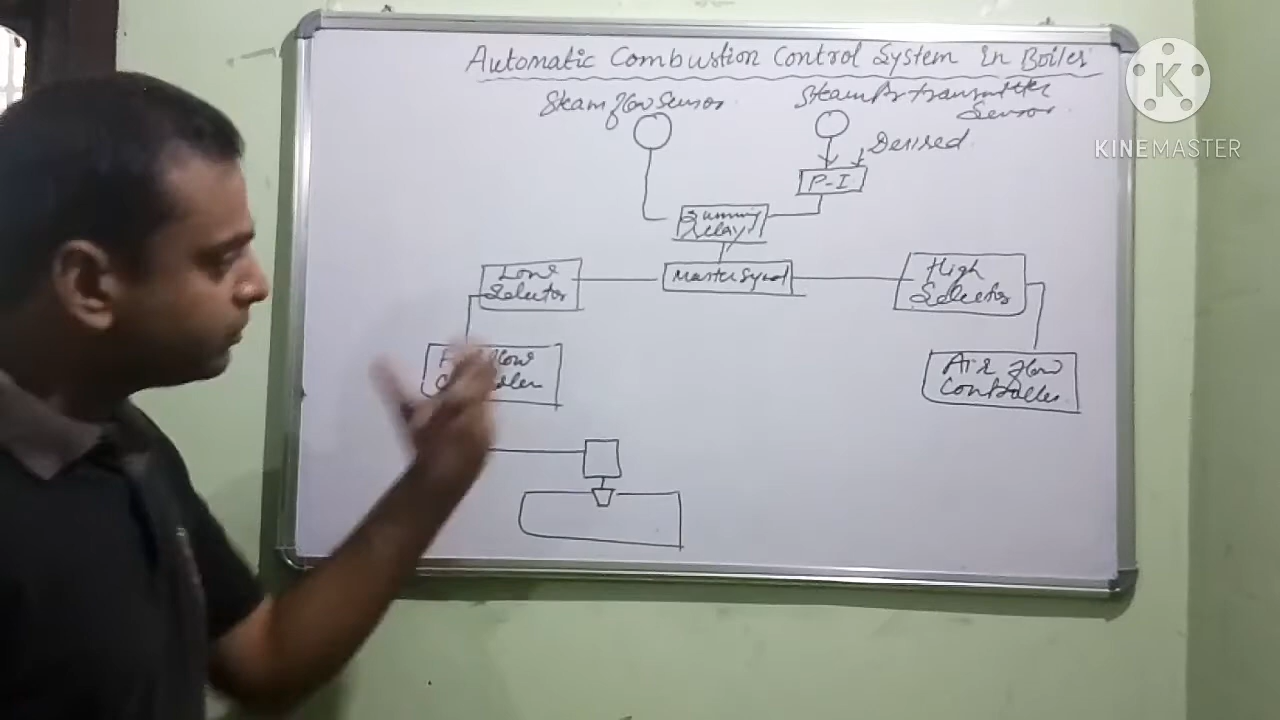 Automatic Combustion Control System In Boiler
Steam flow Sensor
Steam Pr transmitter
Sensor
Desired
P-I
Summing
Relay
Master Signal
Low
Selector
High
Selector
Flow
Air flow
Controller
K
KINEMASTER